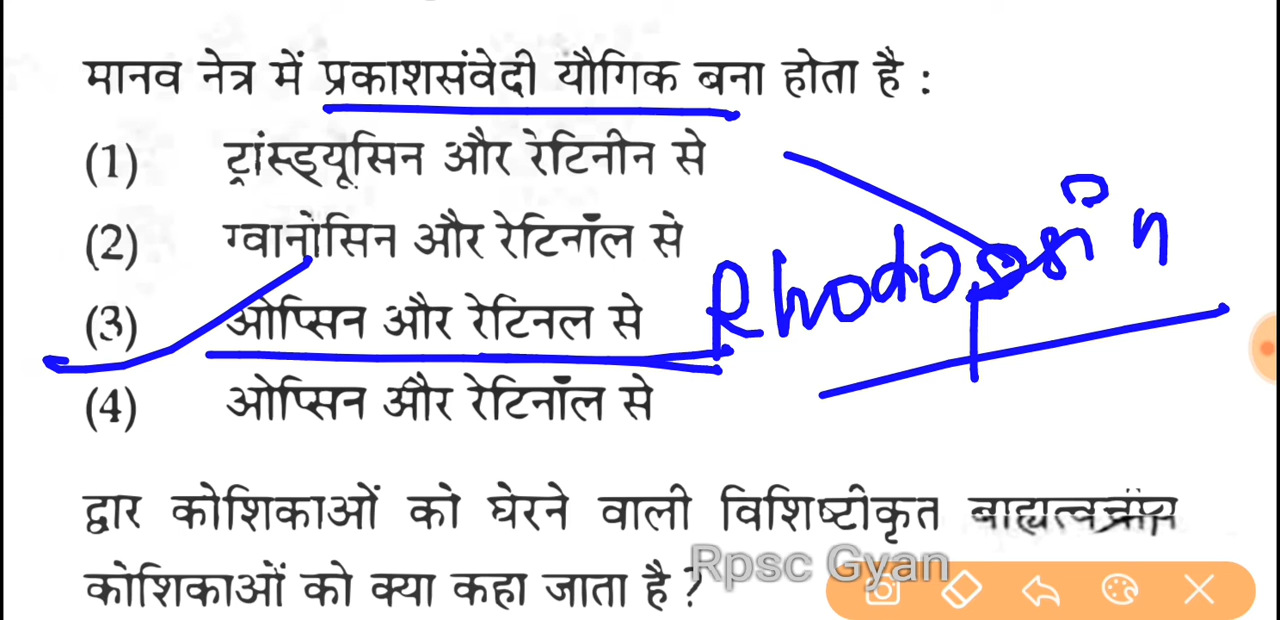 मानव नेत्र में प्रकाशसंवेदी यौगिक बना होता है :
(1) ट्रांस्ड्यूसिन और रेटिनीन से
(2) ग्वानोसिन और रेटिनॉल से
(3) ओप्सिन और रेटिनल से
(4) ओप्सिन और रेटिनॉल से
Rhodo
द्वार कोशिकाओं को घेरने वाली विशिष्टीकृत
कोशिकाओं को क्या कहा जाता है ?
Rpsc Gyan